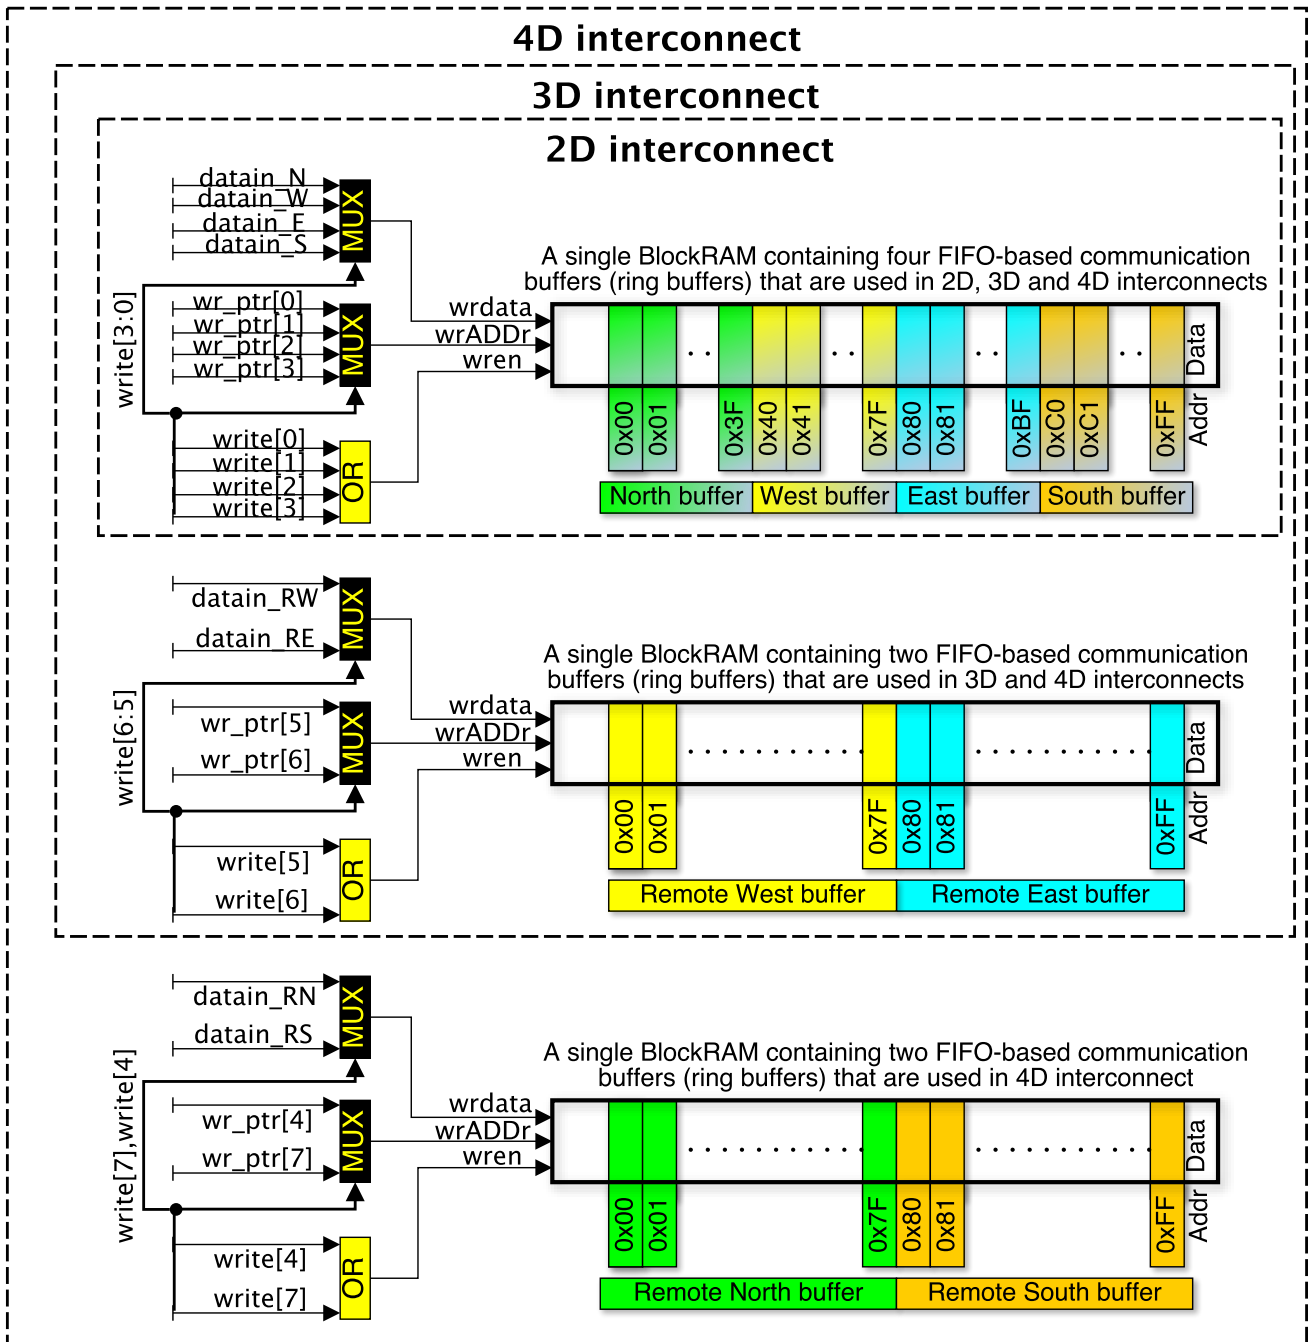 4D interconnect
3D interconnect
2D interconnect
datain_N
datain_W
datain_E
datain_S
MUX
write[3:0]
wr_ptr[0]
wr_ptr[1]
wr_ptr[2]
wr_ptr[3]
MUX
write[0]
write[1]
write[2]
write[3]
OR
wrdata
wrADDr
wren
A single BlockRAM containing four FIFO-based communication
buffers (ring buffers) that are used in 2D, 3D and 4D interconnects
. . . . . . . . Data
0x00 0x01 0x3F 0x40 0x41 0x7F 0x80 0x81 0xBF 0xC0 0xC1 0xFF Addr
North buffer West buffer East buffer South buffer
datain_RW
datain_RE
MUX
write[6:5]
wr_ptr[5]
wr_ptr[6]
MUX
write[5]
write[6]
OR
wrdata
wrADDr
wren
A single BlockRAM containing two FIFO-based communication
buffers (ring buffers) that are used in 3D and 4D interconnects
. . . . . . . . . . . . . . . . . . . . . . Data
0x00 0x01 0x7F 0x80 0x81 0xFF Addr
Remote West buffer Remote East buffer
datain_RN
datain_RS
MUX
write[7],write[4]
wr_ptr[4]
wr_ptr[7]
MUX
write[4]
write[7]
OR
wrdata
wrADDr
wren
A single BlockRAM containing two FIFO-based communication
buffers (ring buffers) that are used in 4D interconnect
. . . . . . . . . . . . . . . . . . . . . . Data
0x00 0x01 0x7F 0x80 0x81 0xFF Addr
Remote North buffer Remote South buffer